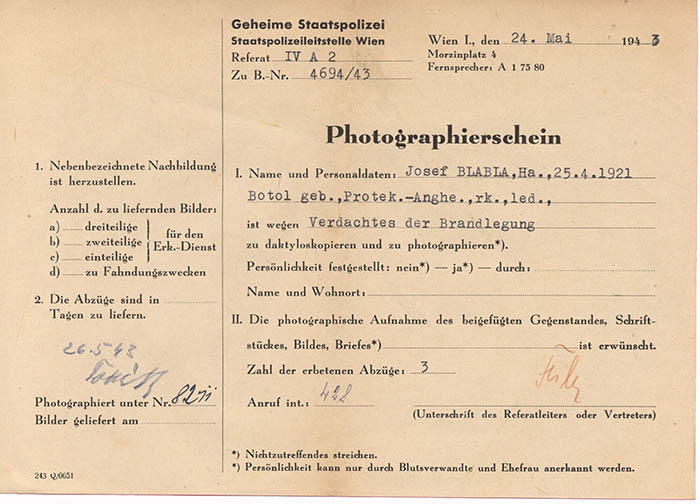 Geheime Staatspolizei
Staatspolizeileitstelle Wien
Referat IV A 2
Zu B.-Nr. 4694/43
Wien I., den 24. Mai 1943
Morzinplatz 4
Fernsprecher: A 1 75 80
Photographierschein
1. Nebenbezeichnete Nachbildung
ist herzustellen.
Anzahl d. zu liefernden Bilder:
a) dreiteilige
b) zweiteilige
c) einteilige
für den
Erk.-Dienst
d) zu Fahndungszwecken
2. Die Abzüge sind in
Tagen zu liefern.
26.5.43
Photographiert unter Nr.
Bilder geliefert am
243 Q/0651
I. Name und Personaldaten: Josef BLABLA,Ha.,25.4.1921
Botol geb.,Protek.-Anghe.,rk.,led.,
ist wegen Verdachtes der Brandlegung
zu daktyloskopieren und zu photographieren*).
Persönlichkeit festgestellt: nein*) — ja*) — durch:
Name und Wohnort:
II. Die photographische Aufnahme des beigefügten Gegenstandes, Schrift-
stückes, Bildes, Briefes*) ist erwünscht.
Zahl der erbetenen Abzüge: 3
Anruf int.: 428
(Unterschrift des Referatleiters oder Vertreters)
*) Nichtzutreffendes streichen.
*) Persönlichkeit kann nur durch Blutsverwandte und Ehefrau anerkannt werden.